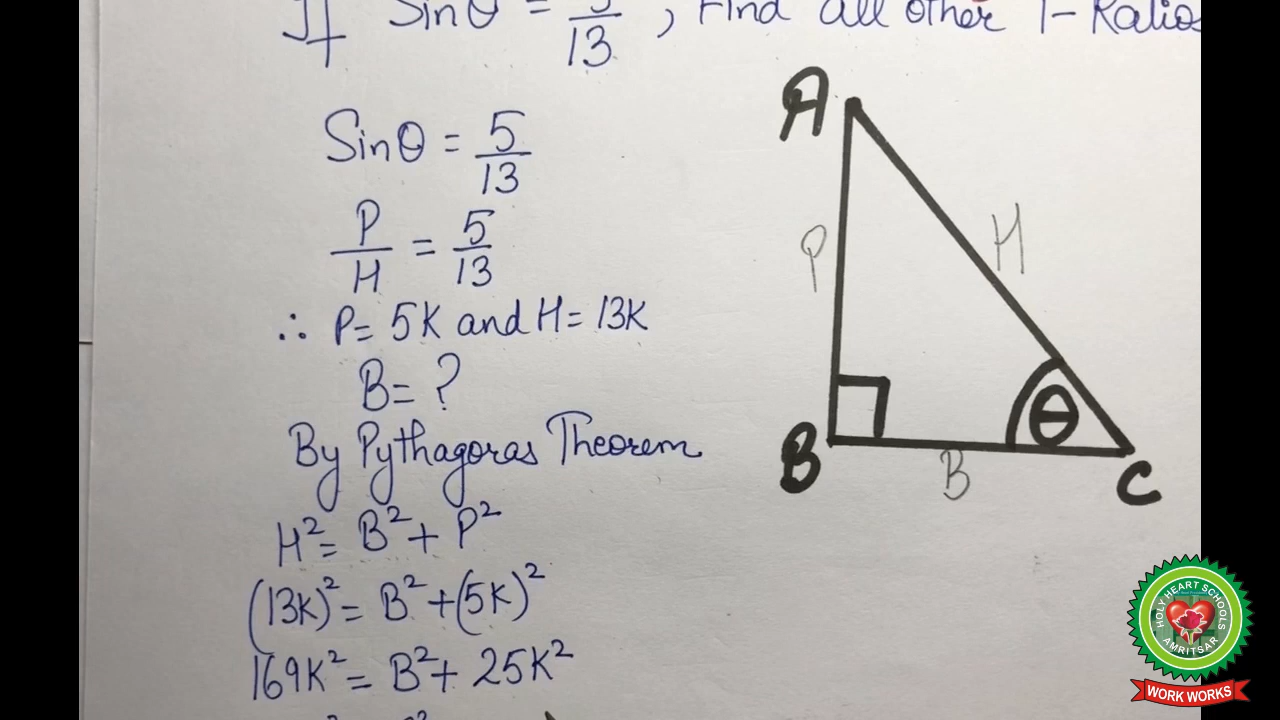 If Sinθ = 5/13, Find all other T-Ratios
Sinθ = 5/13
P/H = 5/13
∴ P = 5K and H = 13K
B = ?
By Pythagoras Theorem
H² = B² + P²
(13K)² = B² + (5K)²
169K² = B² + 25K²
A
P
H
B
B
C
θ
HOLY HEART SCHOOLS
AMRITSAR
WORK WORKS